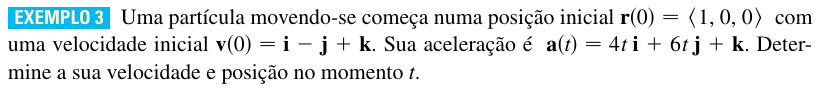 EXEMPLO 3 Uma partícula movendo-se começa numa posição inicial r(0) = ⟨1, 0, 0⟩ com
uma velocidade inicial v(0) = i − j + k. Sua aceleração é a(t) = 4t i + 6t j + k. Deter-
mine a sua velocidade e posição no momento t.